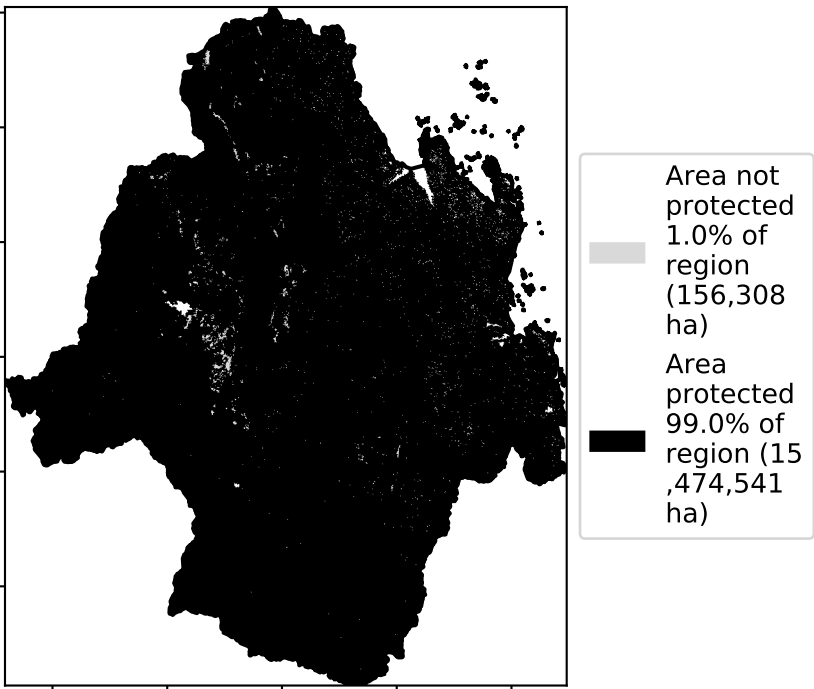 Area not
protected
1.0% of
region
(156,308
ha)
Area
protected
99.0% of
region (15
,474,541
ha)